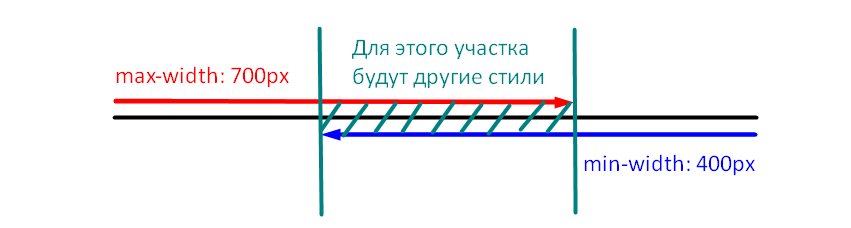 Для этого участка
будут другие стили
max-width: 700px
min-width: 400px